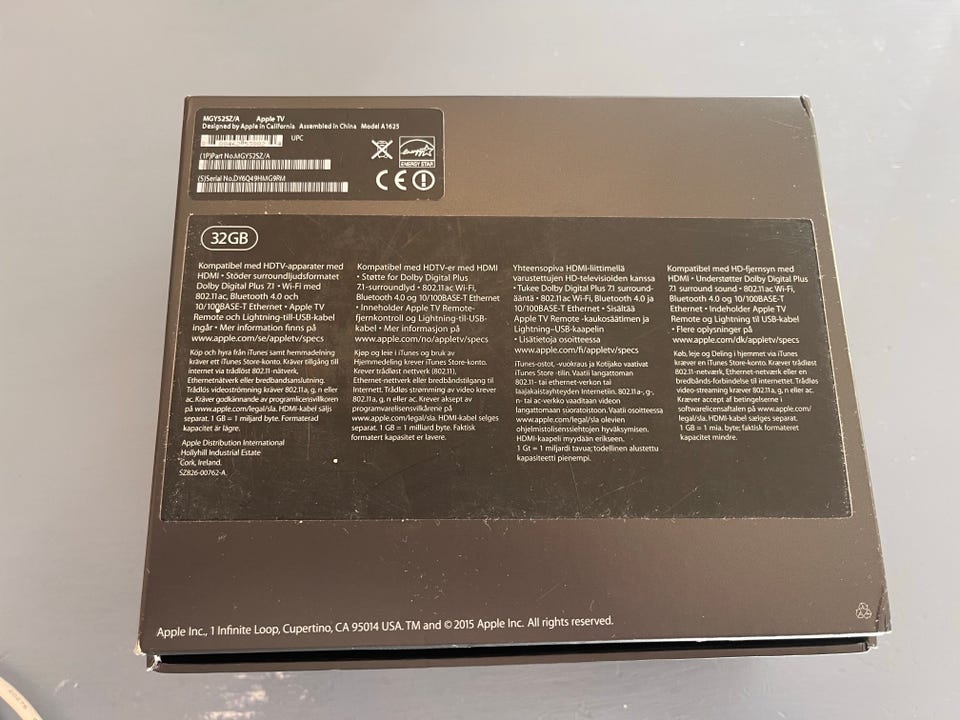 MGY52SZ/A Apple TV
Designed by Apple in California Assembled in China Model A1625
UPC
(1P)Part No.MGY52SZ/A
ENERGY STAR
(S)Serial No.DY6Q49HMG9RM
CE
32GB
Kompatibel med HDTV-apparater med
HDMI • Stöder surroundljudsformatet
Dolby Digital Plus 7.1 • Wi-Fi med
802.11ac, Bluetooth 4.0 och
10/100BASE-T Ethernet • Apple TV
Remote och Lightning-till-USB-kabel
ingår • Mer information finns på
www.apple.com/se/appletv/specs
Köp och hyra från iTunes samt hemmadelning
kräver ett iTunes Store-konto. Kräver tillgång till
internet via trådlöst 802.11-nätverk,
Ethernetnätverk eller bredbandsanslutning.
Trådlös videoströmning kräver 802.11a, g, n eller
ac. Kräver godkännande av programlicensvillkoren
på www.apple.com/legal/sla. HDMI-kabel säljs
separat. 1 GB = 1 miljard byte. Formaterad
kapacitet är lägre.
Apple Distribution International
Hollyhill Industrial Estate
Cork, Ireland.
SZ826-00762-A.
Kompatibel med HDTV-er med HDMI
• Støtte for Dolby Digital Plus
7.1-surroundlyd • 802.11ac Wi-Fi,
Bluetooth 4.0 og 10/100BASE-T Ethernet
• Inneholder Apple TV Remote-
fjernkontroll og Lightning-til-USB-
kabel • Mer informasjon på
www.apple.com/no/appletv/specs
Kjøp og leie i iTunes og bruk av
Hjemmedeling krever iTunes Store-konto.
Krever trådløst nettverk (802.11),
Ethernet-nettverk eller bredbåndstilgang til
Internett. Trådløs strømming av video krever
802.11a, g, n eller ac. Krever aksept av
programvarelisensvilkårene på
www.apple.com/legal/sla. HDMI-kabel selges
separat. 1 GB = 1 milliard byte. Faktisk
formatert kapasitet er lavere.
Yhteensopiva HDMI-liittimellä
varustettujen HD-televisioiden kanssa
• Tukee Dolby Digital Plus 7.1 surround-
ääntä • 802.11ac Wi-Fi, Bluetooth 4.0 ja
10/100BASE-T Ethernet • Sisältää
Apple TV Remote -kaukosäätimen ja
Lightning–USB-kaapelin
• Lisätietoja osoitteessa
www.apple.com/fi/appletv/specs
iTunes-ostot, -vuokraus ja Kotijako vaativat
iTunes Store -tilin. Vaatii langattoman
802.11- tai ethernet-verkon tai
laajakaistayhteyden Internetiin. 802.11a-, g-,
n- tai ac-verkko vaaditaan videon
langattomaan suoratoistoon. Vaatii osoitteessa
www.apple.com/legal/sla olevien
ohjelmistolisenssiehtojen hyväksymisen.
HDMI-kaapeli myydään erikseen.
1 Gt = 1 miljardi tavua; todellinen alustettu
kapasiteetti pienempi.
Kompatibel med HD-fjernsyn med
HDMI • Understøtter Dolby Digital Plus
7.1 surround sound • 802.11ac Wi-Fi,
Bluetooth 4.0 og 10/100BASE-T
Ethernet • Indeholder Apple TV
Remote og Lightning til USB-kabel
• Flere oplysninger på
www.apple.com/dk/appletv/specs
Køb, leje og Deling i hjemmet via iTunes
kræver en iTunes Store-konto. Kræver trådløst
802.11-netværk, Ethernet-netværk eller en
bredbånds-forbindelse til internettet. Trådløs
video-streaming kræver 802.11a, g, n eller ac.
Kræver accept af betingelserne i
softwarelicensaftalen på www.apple.com/
legal/sla. HDMI-kabel sælges separat.
1 GB = 1 mia. byte; faktisk formateret
kapacitet mindre.
Apple Inc., 1 Infinite Loop, Cupertino, CA 95014 USA. TM and © 2015 Apple Inc. All rights reserved.